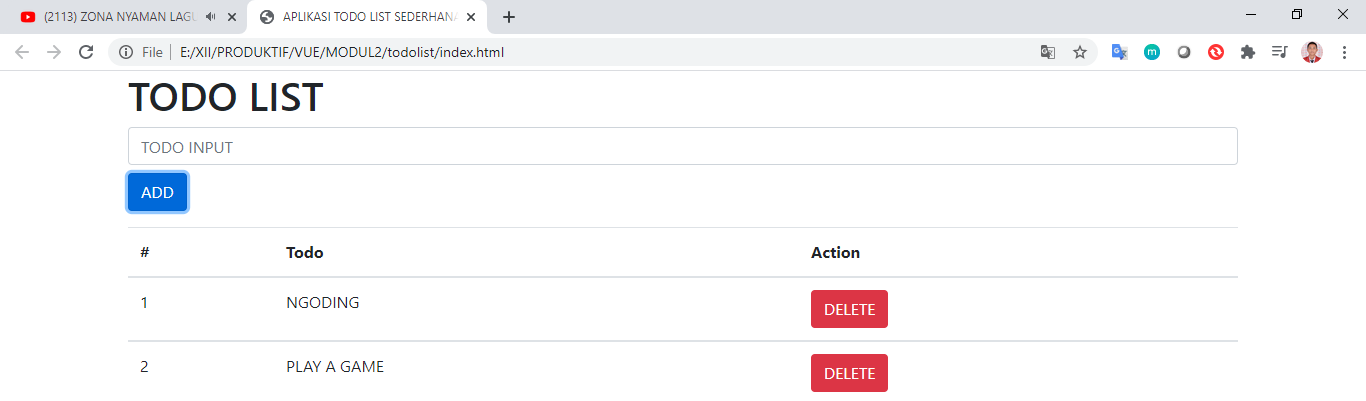 (2113) ZONA NYAMAN LAGU
APLIKASI TODO LIST SEDERHANA
File
E:/XII/PRODUKTIF/VUE/MODUL2/todolist/index.html
TODO LIST
TODO INPUT
ADD
# Todo Action
1 NGODING DELETE
2 PLAY A GAME DELETE